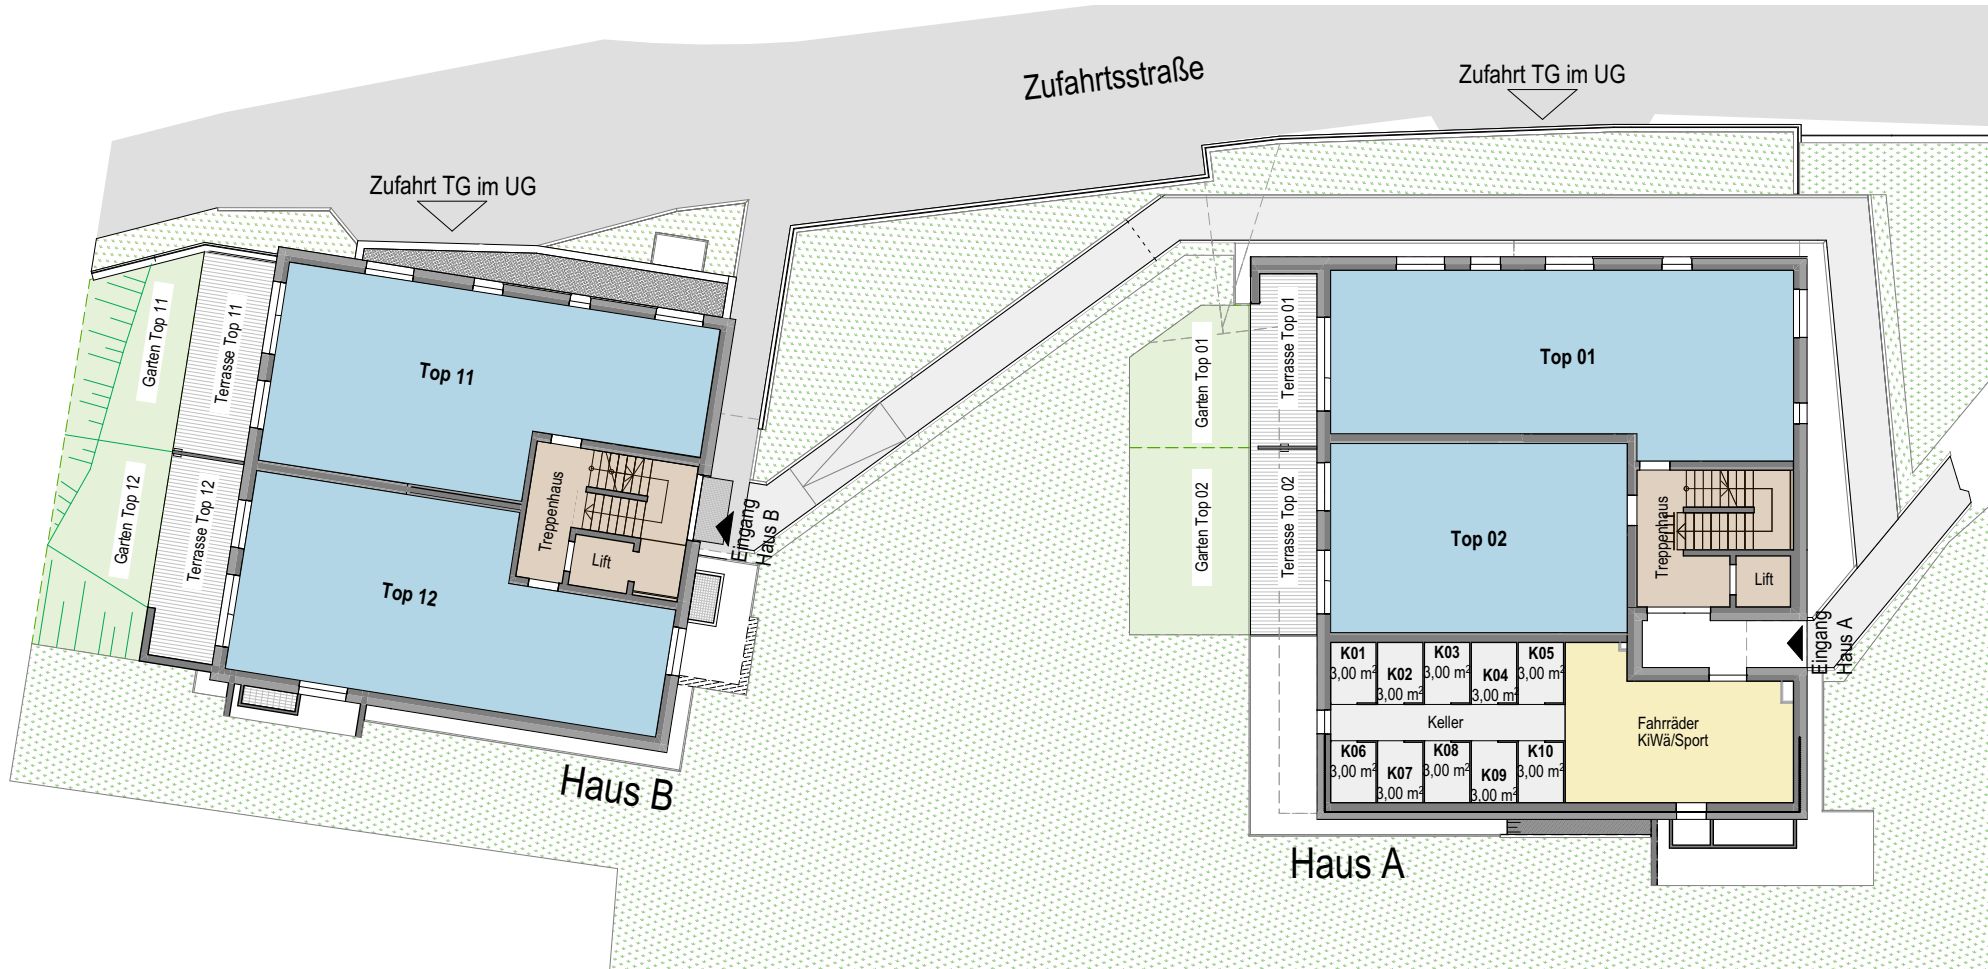 Zufahrtsstraße
Zufahrt TG im UG
Zufahrt TG im UG
Garten Top 11
Terrasse Top 11
Top 11
Garten Top 12
Terrasse Top 12
Top 12
Treppenhaus
Lift
Eingang
Haus B
Haus B
Garten Top 01
Terrasse Top 01
Top 01
Garten Top 02
Terrasse Top 02
Top 02
Treppenhaus
Lift
Eingang
Haus A
K01
3,00 m²
K02
3,00 m²
K03
3,00 m²
K04
3,00 m²
K05
3,00 m²
Keller
Fahrräder
KiWä/Sport
K06
3,00 m²
K07
3,00 m²
K08
3,00 m²
K09
3,00 m²
K10
3,00 m²
Haus A